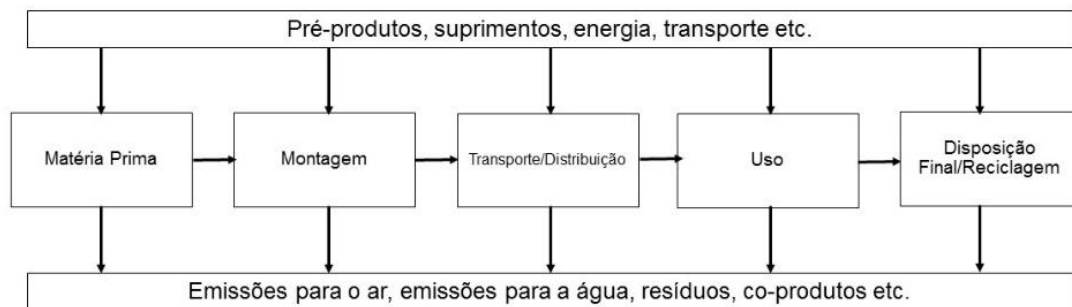 Pré-produtos, suprimentos, energia, transporte etc.
Matéria Prima
Montagem
Transporte/Distribuição
Uso
Disposição
Final/Reciclagem
Emissões para o ar, emissões para a água, resíduos, co-produtos etc.